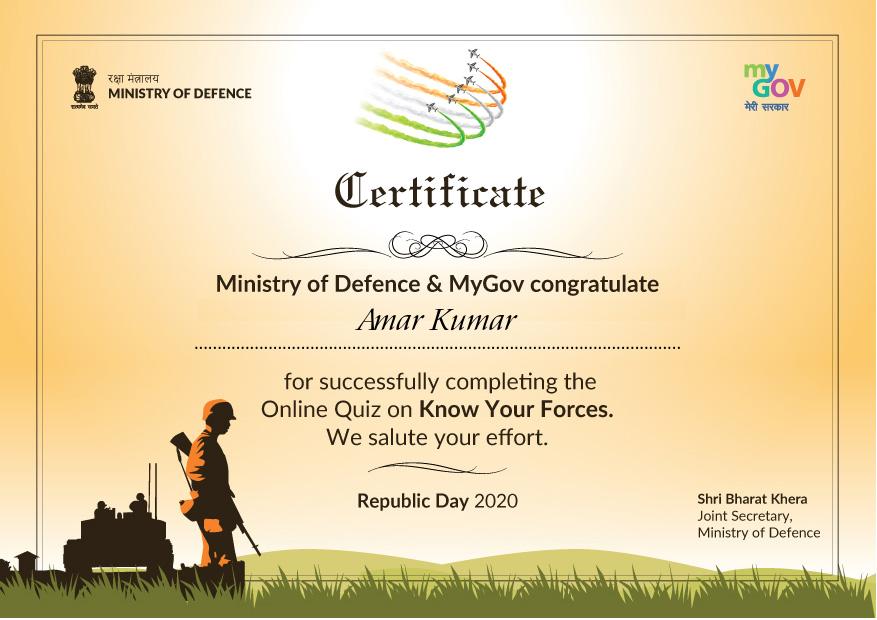 रक्षा मंत्रालय
MINISTRY OF DEFENCE
सत्यमेव जयते
my
GOV
मेरी सरकार
Certificate
Ministry of Defence & MyGov congratulate
Amar Kumar
for successfully completing the
Online Quiz on Know Your Forces.
We salute your effort.
Republic Day 2020
Shri Bharat Khera
Joint Secretary,
Ministry of Defence